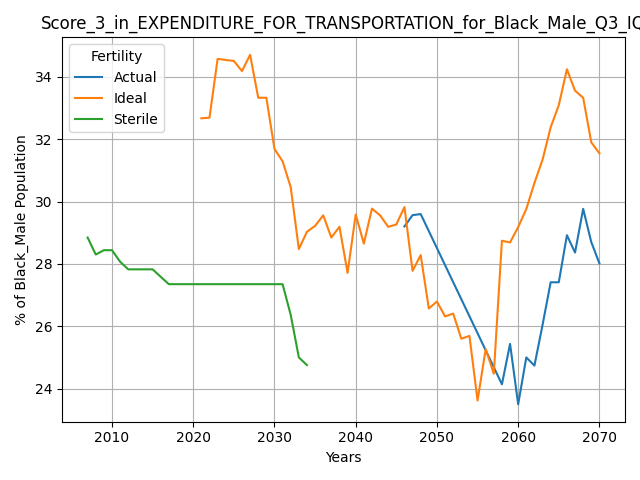 Score_3_in_EXPENDITURE_FOR_TRANSPORTATION_for_Black_Male_Q3_IQ
Fertility
Actual
Ideal
Sterile
% of Black_Male Population
34
32
30
28
26
24
2010 2020 2030 2040 2050 2060 2070
Years